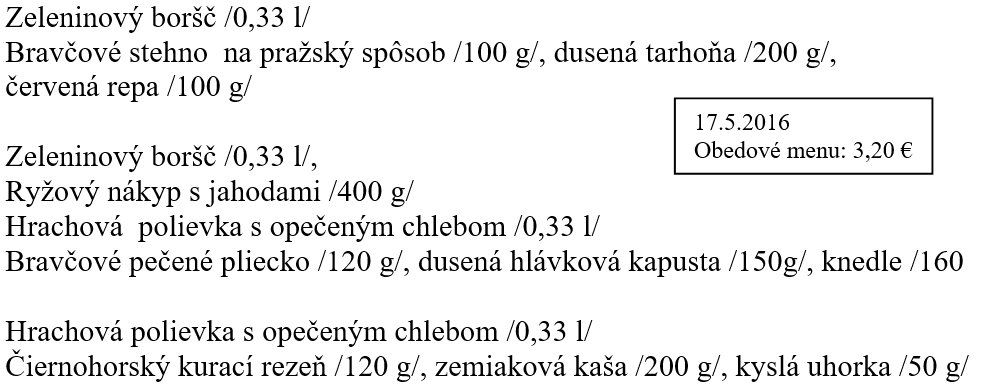 Zeleninový boršč /0,33 l/
Bravčové stehno  na pražský spôsob /100 g/, dusená tarhoňa /200 g/,
červená repa /100 g/
17.5.2016
Obedové menu: 3,20 €
Zeleninový boršč /0,33 l/,
Ryžový nákyp s jahodami /400 g/
Hrachová  polievka s opečeným chlebom /0,33 l/
Bravčové pečené pliecko /120 g/, dusená hlávková kapusta /150g/, knedle /160
Hrachová polievka s opečeným chlebom /0,33 l/
Čiernohorský kurací rezeň /120 g/, zemiaková kaša /200 g/, kyslá uhorka /50 g/